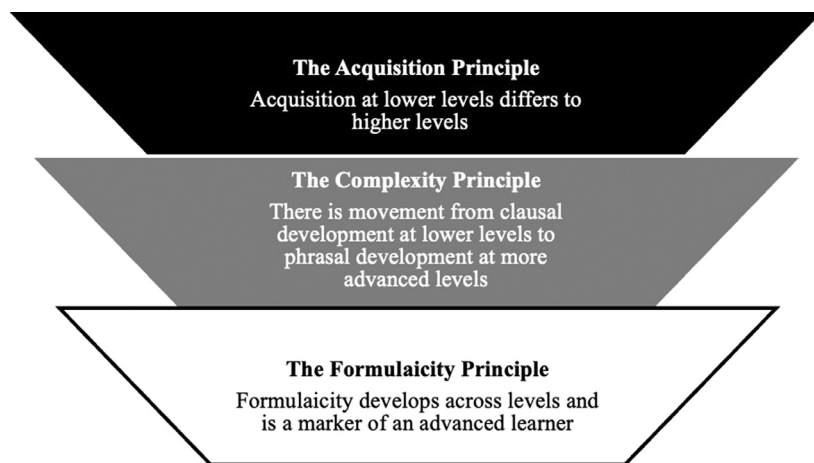 The Acquisition Principle
Acquisition at lower levels differs to
higher levels
The Complexity Principle
There is movement from clausal
development at lower levels to
phrasal development at more
advanced levels
The Formulaicity Principle
Formulaicity develops across levels and
is a marker of an advanced learner